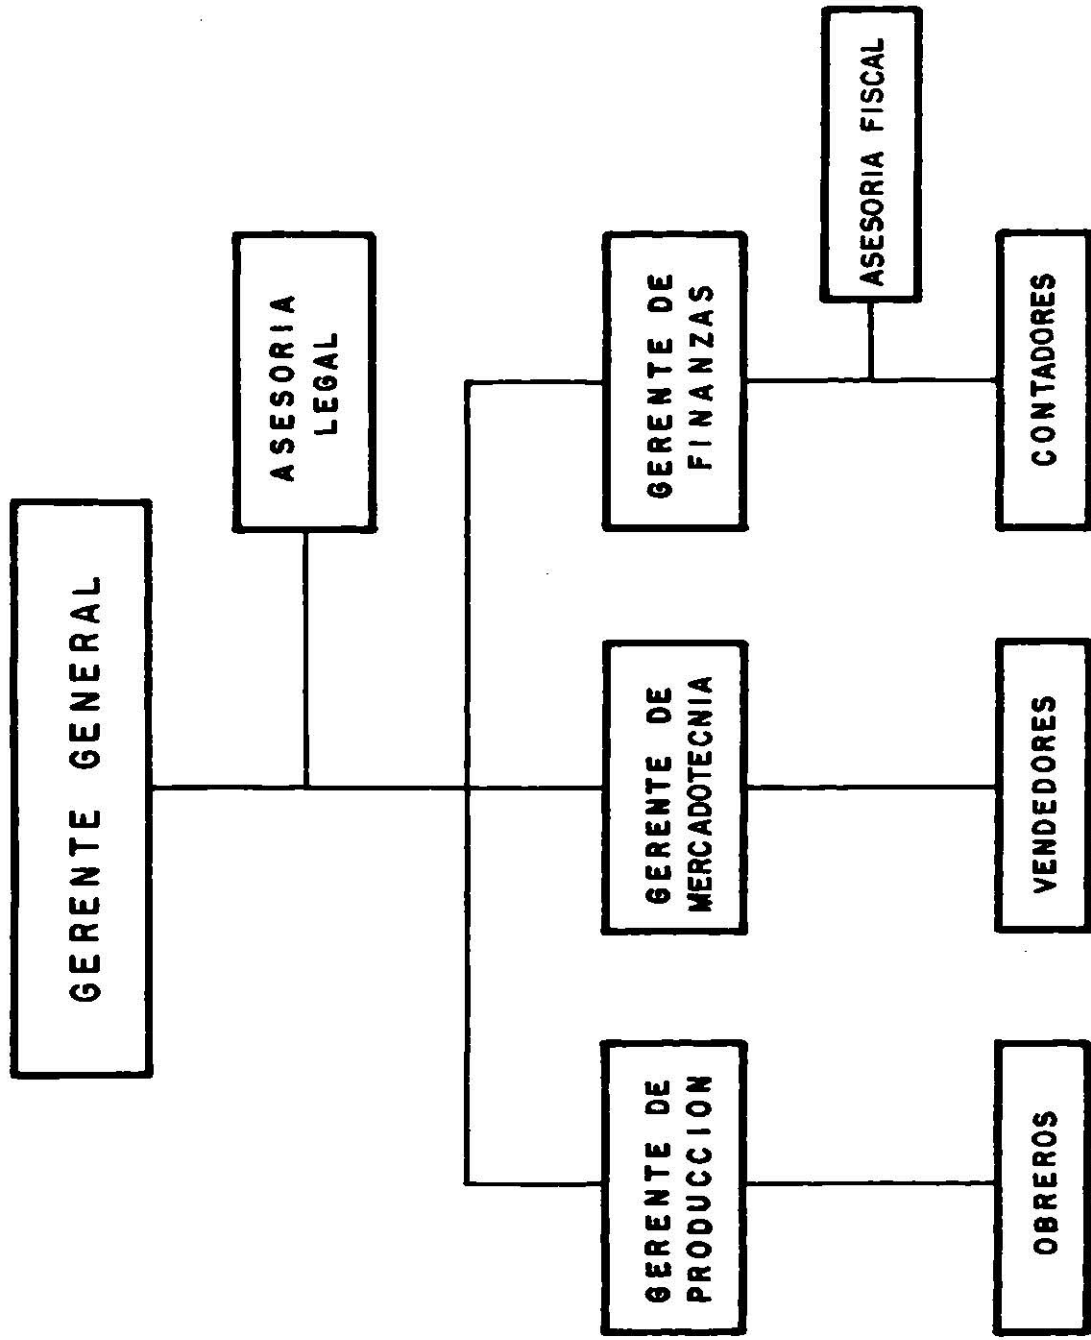 GERENTE GENERAL
ASESORIA
LEGAL
GERENTE DE
PRODUCCION
GERENTE DE
MERCADOTECNIA
GERENTE DE
FINANZAS
ASESORIA FISCAL
OBREROS
VENDEDORES
CONTADORES